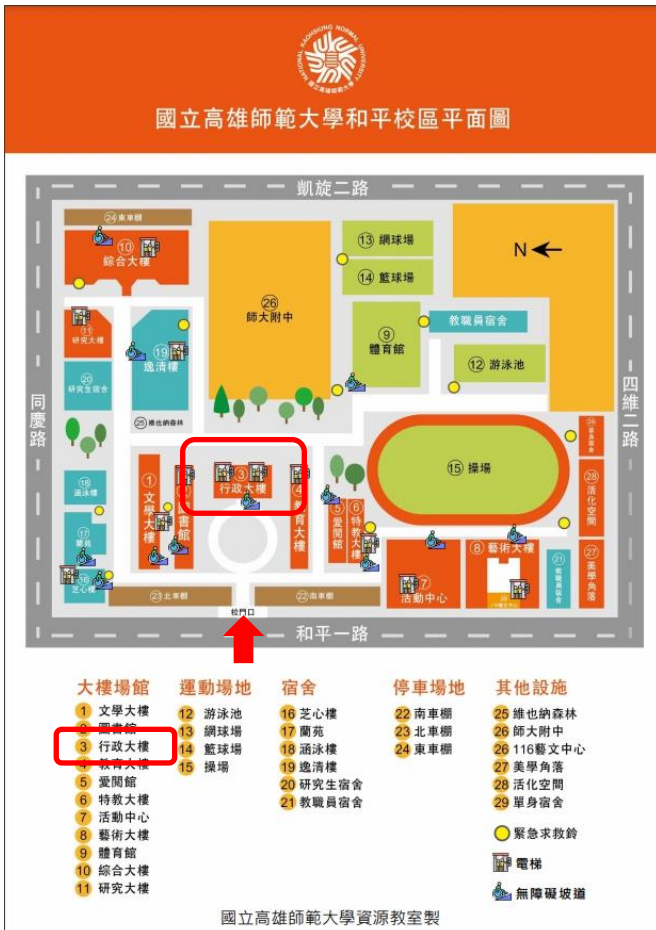 NATIONAL KAOHSIUNG NORMAL UNIVERSITY
國立高雄師範大學和平校區平面圖
凱旋二路
㉔東車棚
⑩
綜合大樓
⑬ 網球場
⑭ 籃球場
N
㉖
師大附中
⑪
研究大樓
⑲
逸清樓
⑨
體育館
教職員宿舍
⑫ 游泳池
⑳
研究生宿舍
同慶路
四維二路
㉕維也納森林
⑮ 操場
㉙
單身宿舍
㉘
活化空間
⑱
涵泳樓
①
文學大樓
圖書館
③
行政大樓
④
教育大樓
⑤
愛閱館
⑥
特教大樓
⑰
蘭苑
⑯
芝心樓
⑦
活動中心
⑧ 藝術大樓
㉑
教職員宿舍
㉗
美學角落
㉓北車棚
㉒南車棚
校門口
和平一路
大樓場館
1 文學大樓
2 圖書館
3 行政大樓
4 教育大樓
5 愛閱館
6 特教大樓
7 活動中心
8 藝術大樓
9 體育館
10 綜合大樓
11 研究大樓
運動場地
12 游泳池
13 網球場
14 籃球場
15 操場
宿舍
16 芝心樓
17 蘭苑
18 涵泳樓
19 逸清樓
20 研究生宿舍
21 教職員宿舍
停車場地
22 南車棚
23 北車棚
24 東車棚
其他設施
25 維也納森林
26 師大附中
26 116藝文中心
27 美學角落
28 活化空間
29 單身宿舍
緊急求救鈴
電梯
無障礙坡道
國立高雄師範大學資源教室製